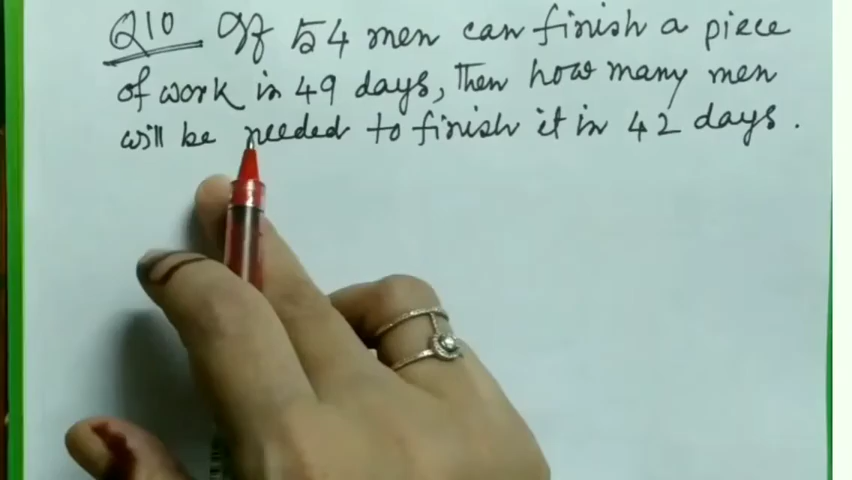 Q10 If 54 men can finish a piece
of work in 49 days, then how many men
will be needed to finish it in 42 days.